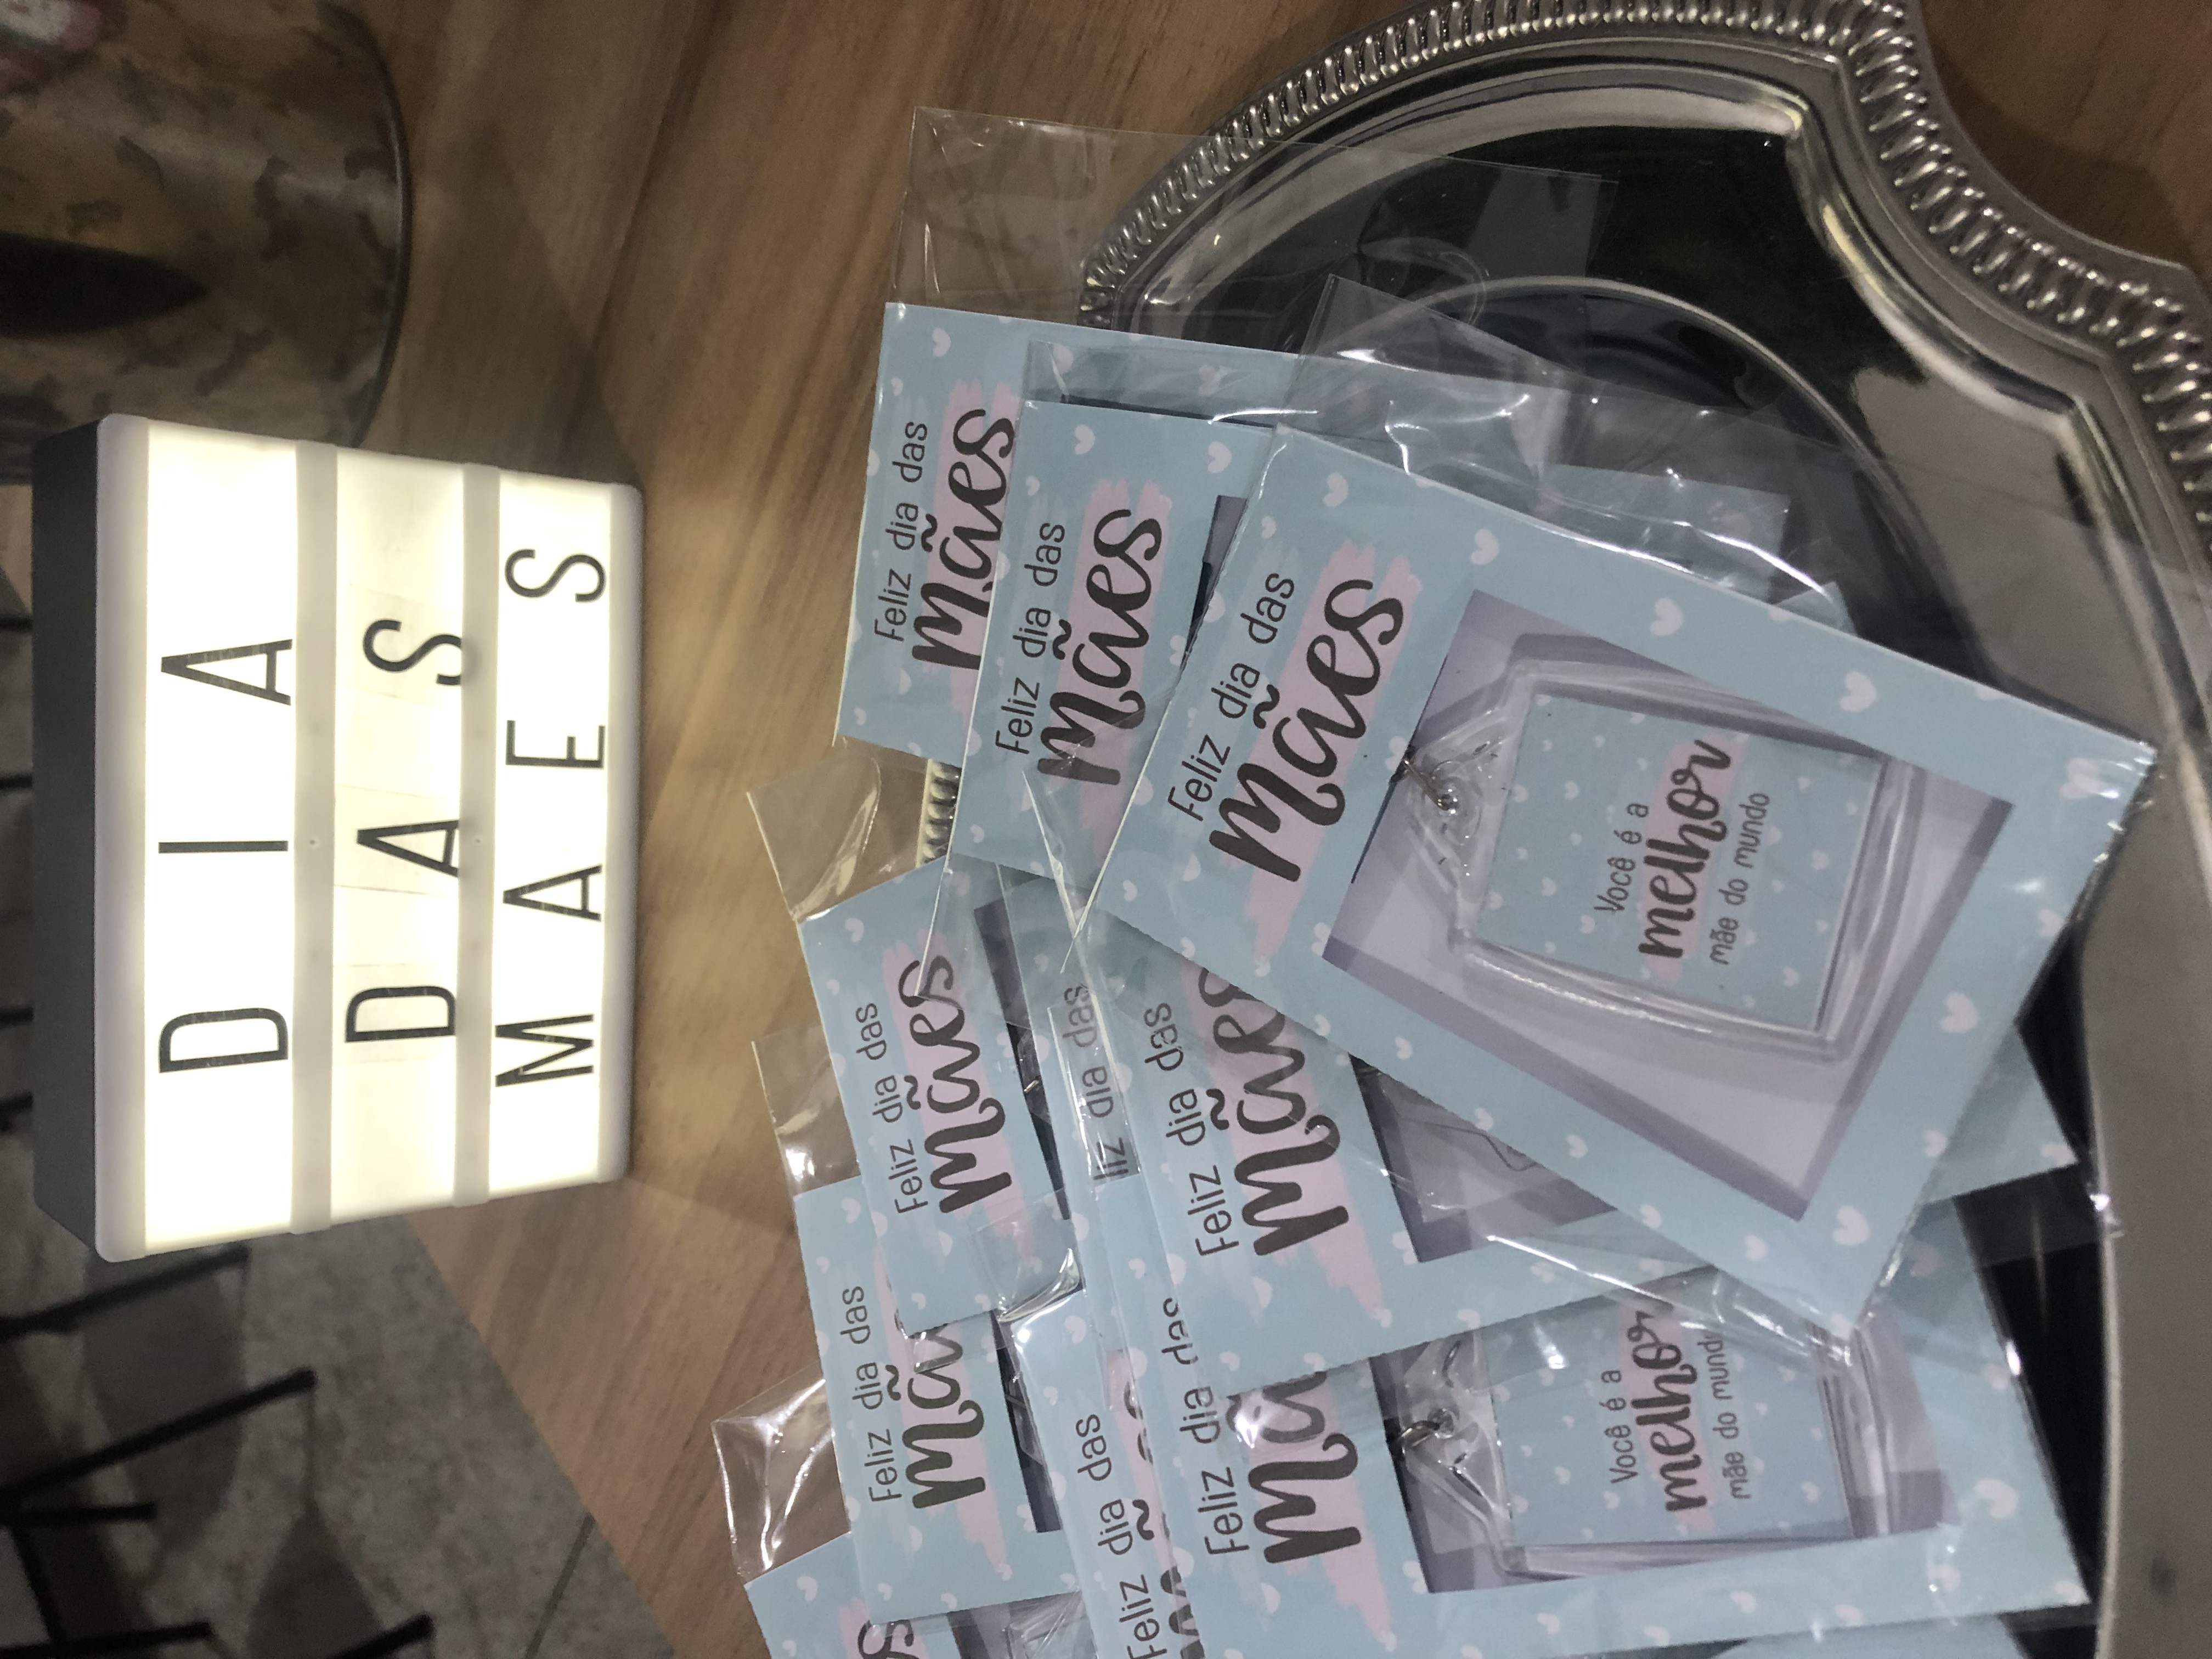 DIA
DAS
MAES
Feliz dia das
mães
Feliz dia das
mães
Feliz dia das
mães
Você é a
melhor
mãe do mundo
Feliz dia das
mães
dia das
Feliz dia das
mães
Feliz dia das
das
Feliz dia das
Você é a
melhor
mãe do
Feliz dia das